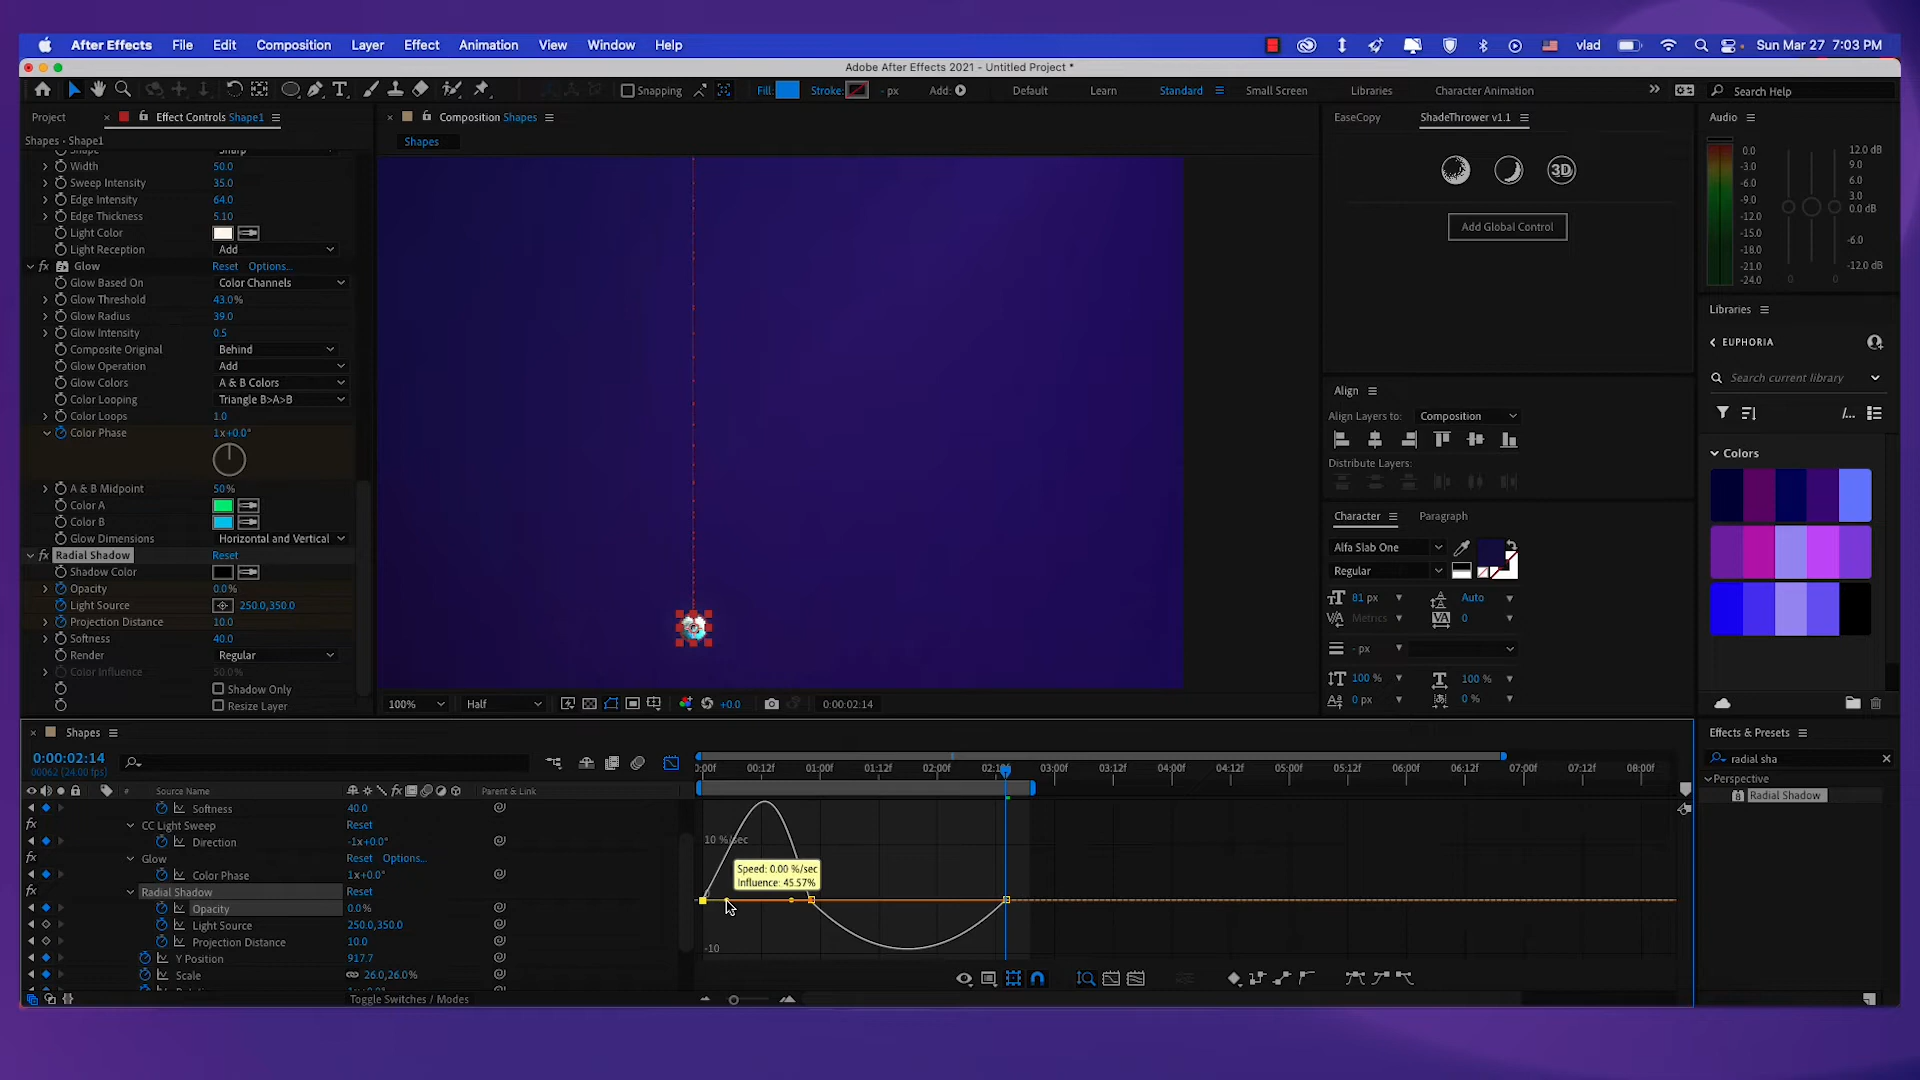 After Effects File Edit Composition Layer Effect Animation View Window Help vlad Sun Mar 27 7:03 PM
Adobe After Effects 2021 - Untitled Project *
Snapping Fill: Stroke: - px Add: Default Learn Standard Small Screen Libraries Character Animation Search Help
Project Effect Controls Shape1
Shapes - Shape1
Width 50.0
Sweep Intensity 35.0
Edge Intensity 64.0
Edge Thickness 5.10
Light Color
Light Reception Add
fx Glow Reset Options...
Glow Based On Color Channels
Glow Threshold 43.0%
Glow Radius 39.0
Glow Intensity 0.5
Composite Original Behind
Glow Operation Add
Glow Colors A & B Colors
Color Looping Triangle B>A>B
Color Loops 1.0
Color Phase 1x+0.0°
A & B Midpoint 50%
Color A
Color B
Glow Dimensions Horizontal and Vertical
fx Radial Shadow Reset
Shadow Color
Opacity 0.0%
Light Source 250.0,350.0
Projection Distance 10.0
Softness 40.0
Render Regular
Color Influence 50.0%
Shadow Only
Resize Layer
Composition Shapes
Shapes
100% Half +0.0 0:00:02:14
EaseCopy ShadeThrower v1.1
3D
Add Global Control
Align
Align Layers to: Composition
Distribute Layers:
Character Paragraph
Alfa Slab One
Regular
81 px Auto
Metrics 0
- px
100 % 100 %
0 px 0 %
Audio
0.0 12.0 dB
-3.0 9.0
-6.0 6.0
-9.0 3.0
-12.0 0.0 dB
-15.0
-18.0 -6.0
-21.0
-24.0 -12.0 dB
0 0
Libraries
EUPHORIA
Search current library
Colors
Effects & Presets
radial sha
Perspective
Radial Shadow
Shapes
0:00:02:14
00062 (24.00 fps)
# Source Name Parent & Link
Softness 40.0
fx CC Light Sweep Reset
Direction -1x+0.0°
Glow Reset Options...
Color Phase 1x+0.0°
fx Radial Shadow Reset
Opacity 0.0%
Light Source 250.0,350.0
Projection Distance 10.0
Y Position 917.7
Scale 26.0,26.0%
Toggle Switches / Modes
00:12f 01:00f 01:12f 02:00f 03:00f 03:12f 04:00f 04:12f 05:00f 05:12f 06:00f 06:12f 07:00f 07:12f 08:00f
10 %/sec
Speed: 0.00 %/sec
Influence: 45.57%
-10